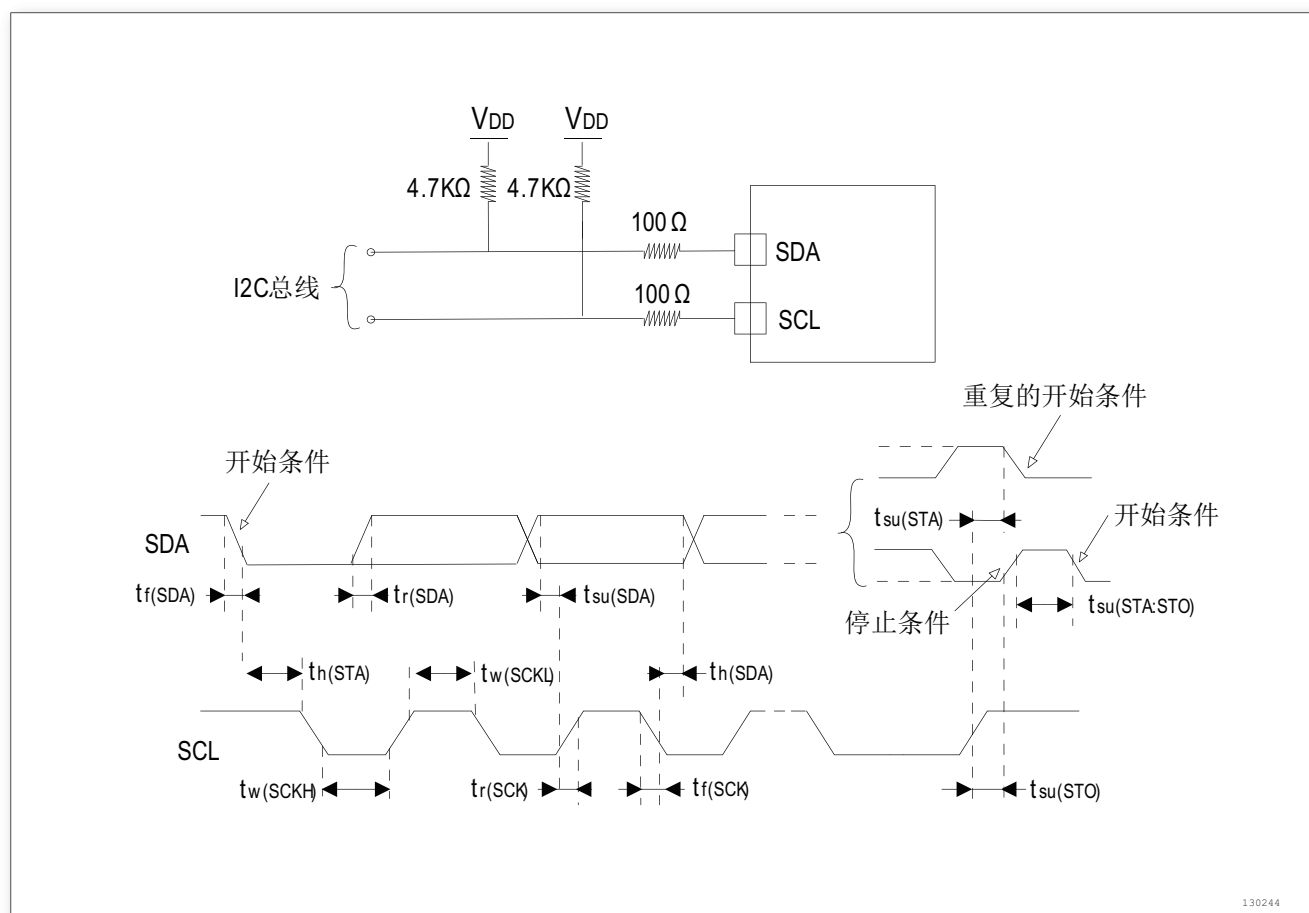 VDD VDD
4.7KΩ 4.7KΩ
100 Ω
SDA
I2C总线
100 Ω
SCL
重复的开始条件
开始条件
tsu(STA)
开始条件
SDA
tf(SDA) tr(SDA) tsu(SDA)
停止条件
tsu(STA:STO)
th(STA) tw(SCKL) th(SDA)
SCL
tw(SCKH) tr(SCK) tf(SCK) tsu(STO)
130244